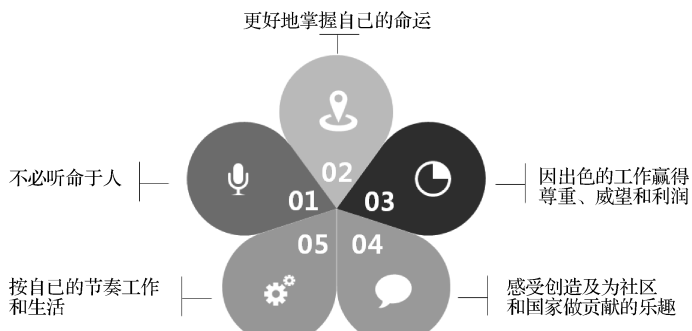 更好地掌握自己的命运
不必听命于人
01
02
03
因出色的工作赢得
尊重、威望和利润
05
04
按自己的节奏工作
和生活
感受创造及为社区
和国家做贡献的乐趣